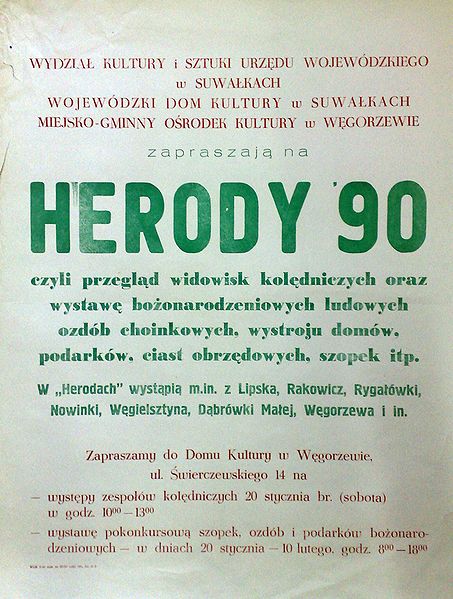 WYDZIAŁ KULTURY i SZTUKI URZĘDU WOJEWÓDZKIEGO
w SUWAŁKACH
WOJEWÓDZKI DOM KULTURY w SUWAŁKACH
MIEJSKO-GMINNY OŚRODEK KULTURY w WĘGORZEWIE
zapraszają na
HERODY '90
czyli przegląd widowisk kolędniczych oraz
wystawę bożonarodzeniowych ludowych
ozdób choinkowych, wystroju domów,
podarków, ciast obrzędowych, szopek itp.
W „Herodach" wystąpią m.in. z Lipska, Rakowicz, Rygałówki,
Nowinki, Węgielsztyna, Dąbrówki Małej, Węgorzewa i in.
Zapraszamy do Domu Kultury w Węgorzewie,
ul. Świerczewskiego 14 na
— występy zespołów kolędniczych 20 stycznia br. (sobota)
w godz. 10⁰⁰—13⁰⁰
— wystawę pokonkursową szopek, ozdób i podarków bożonaro-
dzeniowych — w dniach 20 stycznia — 10 lutego, godz. 8⁰⁰—18⁰⁰